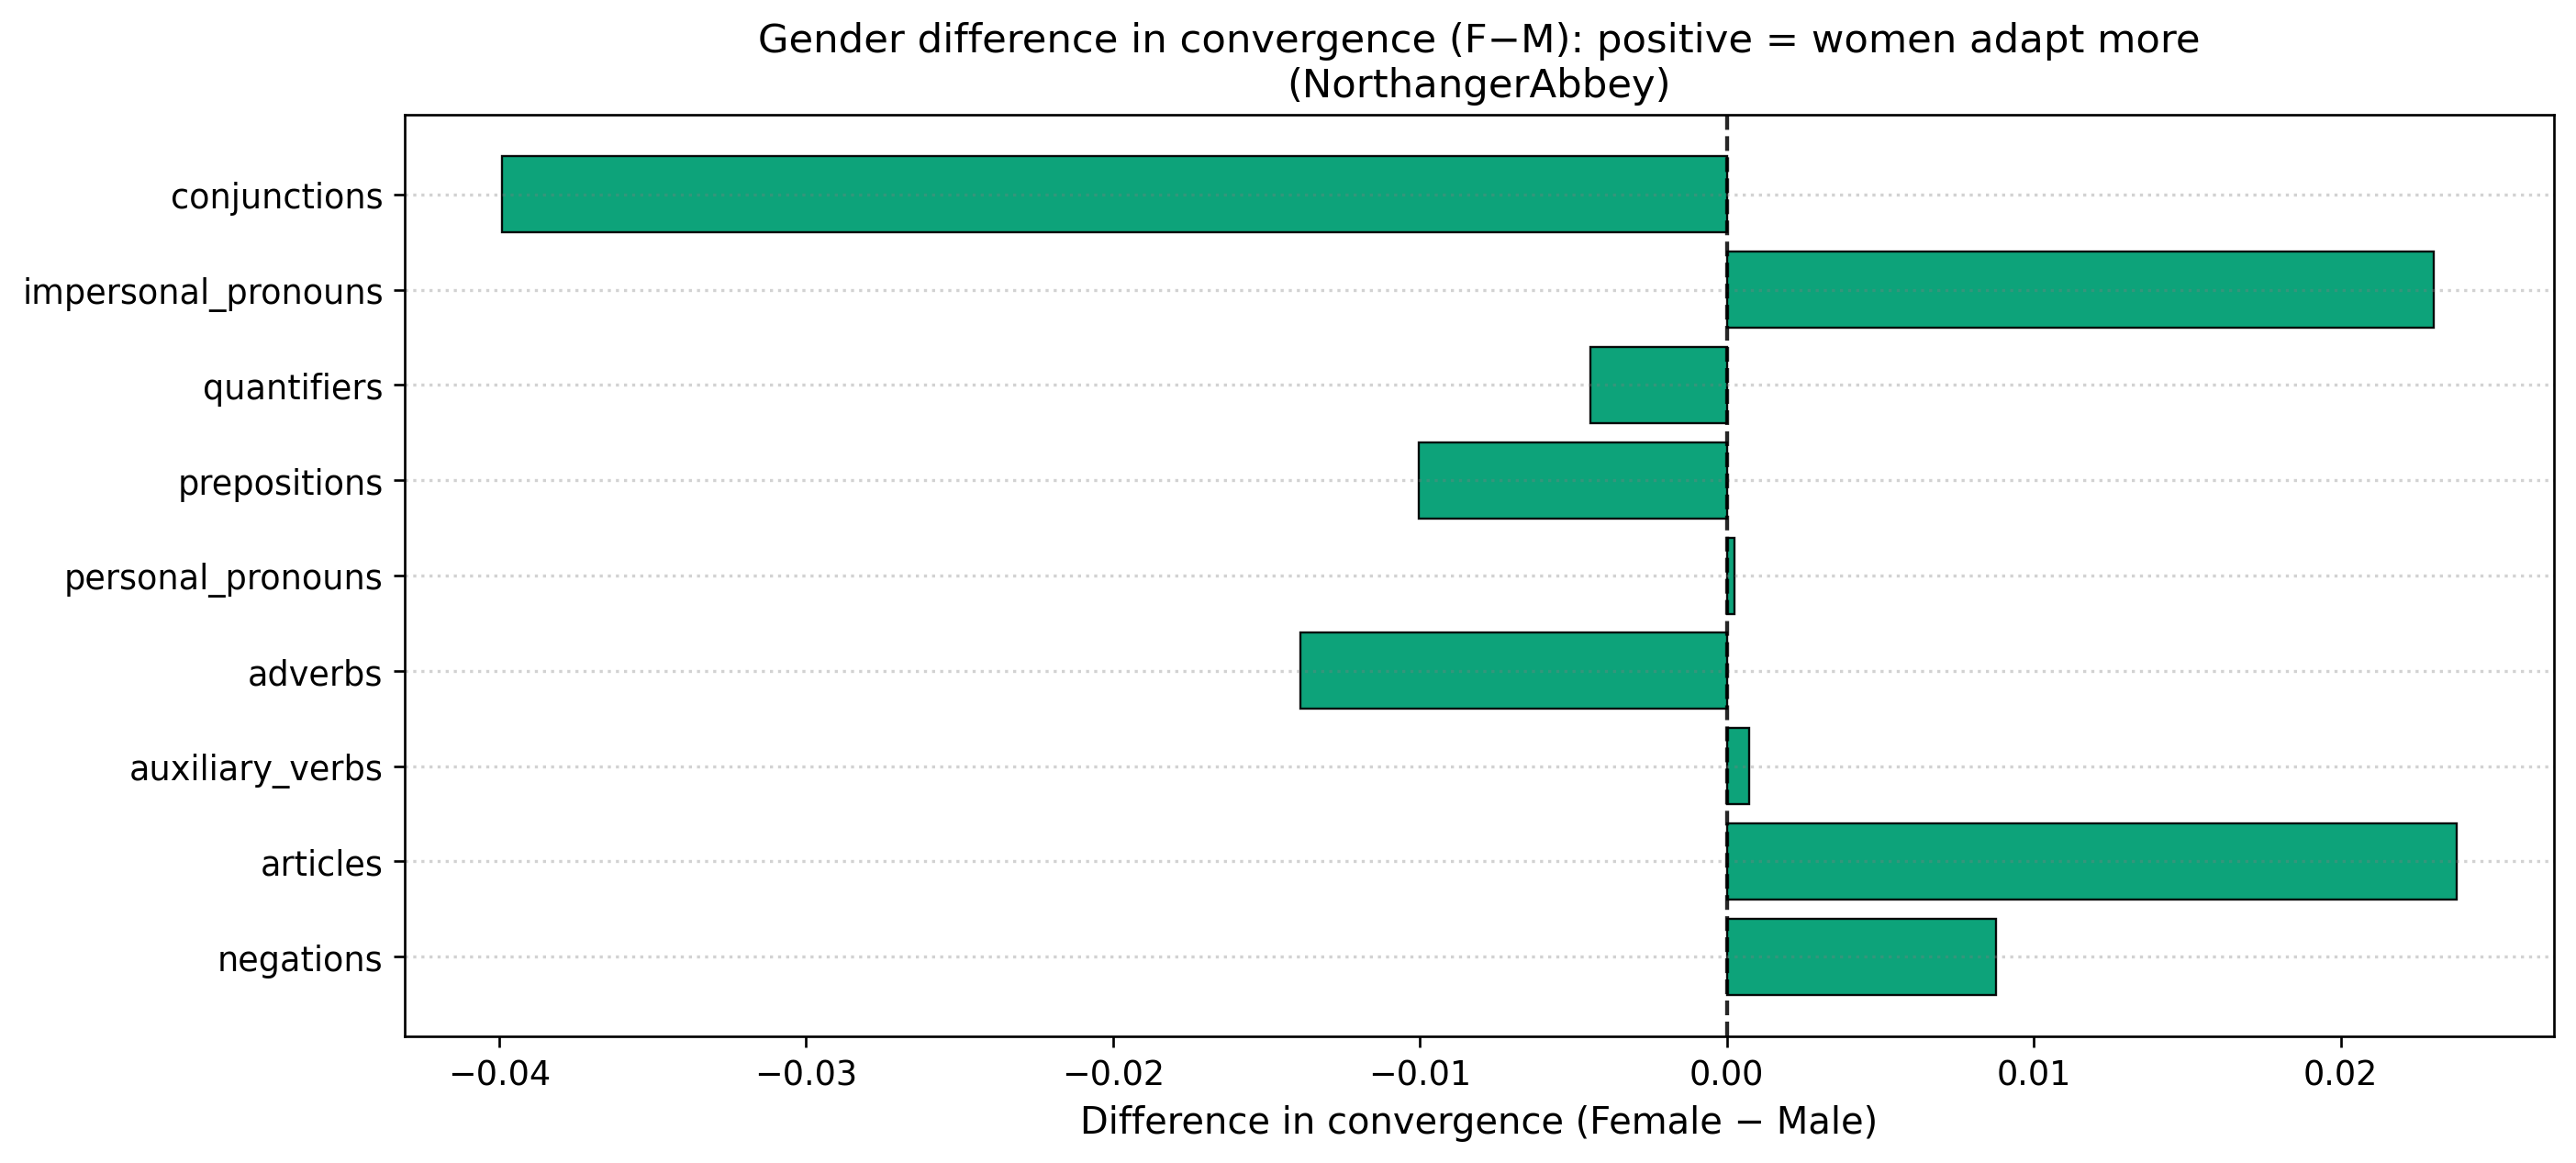 Gender difference in convergence (F−M): positive = women adapt more
(NorthangerAbbey)
conjunctions
impersonal_pronouns
quantifiers
prepositions
personal_pronouns
adverbs
auxiliary_verbs
articles
negations
−0.04 −0.03 −0.02 −0.01 0.00 0.01 0.02
Difference in convergence (Female − Male)